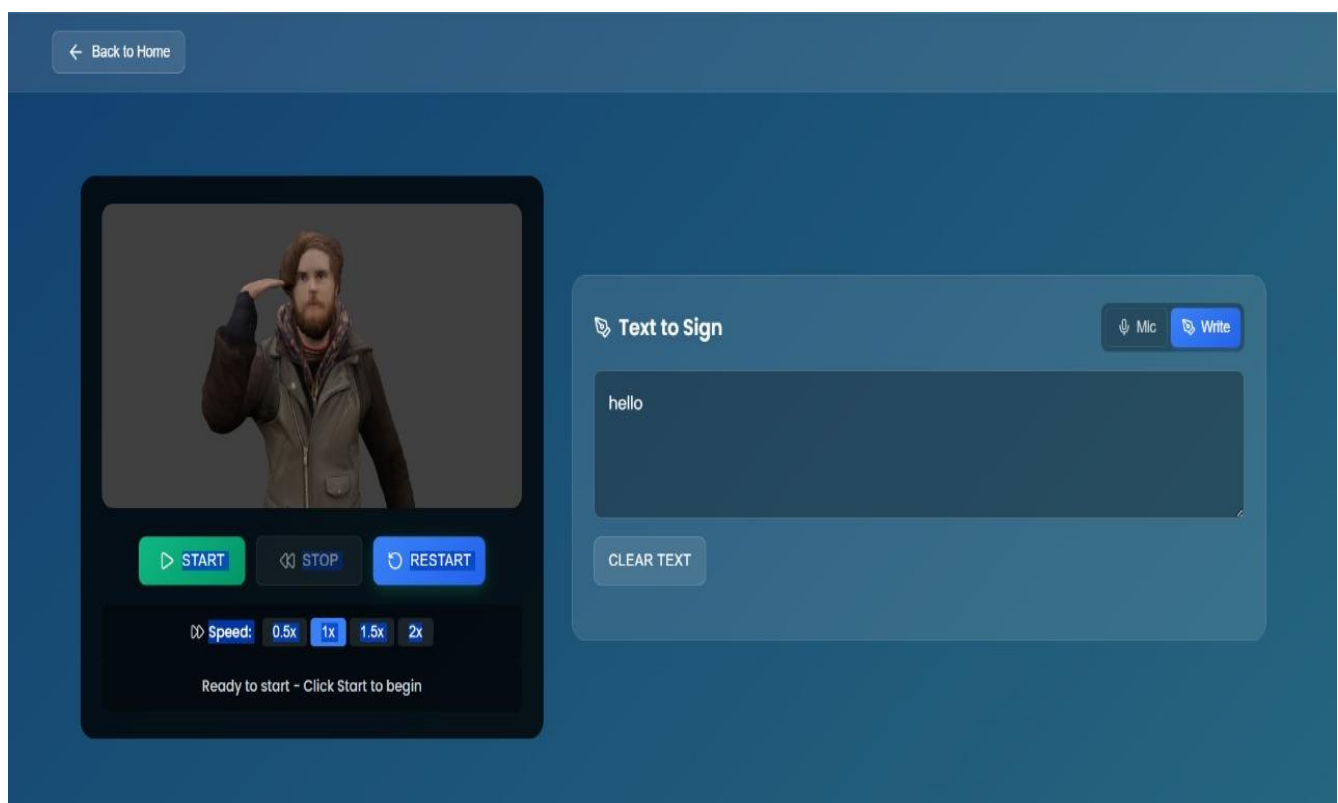 Back to Home
Text to Sign
Mic
Write
hello
CLEAR TEXT
START
STOP
RESTART
Speed: 0.5x 1x 1.5x 2x
Ready to start - Click Start to begin